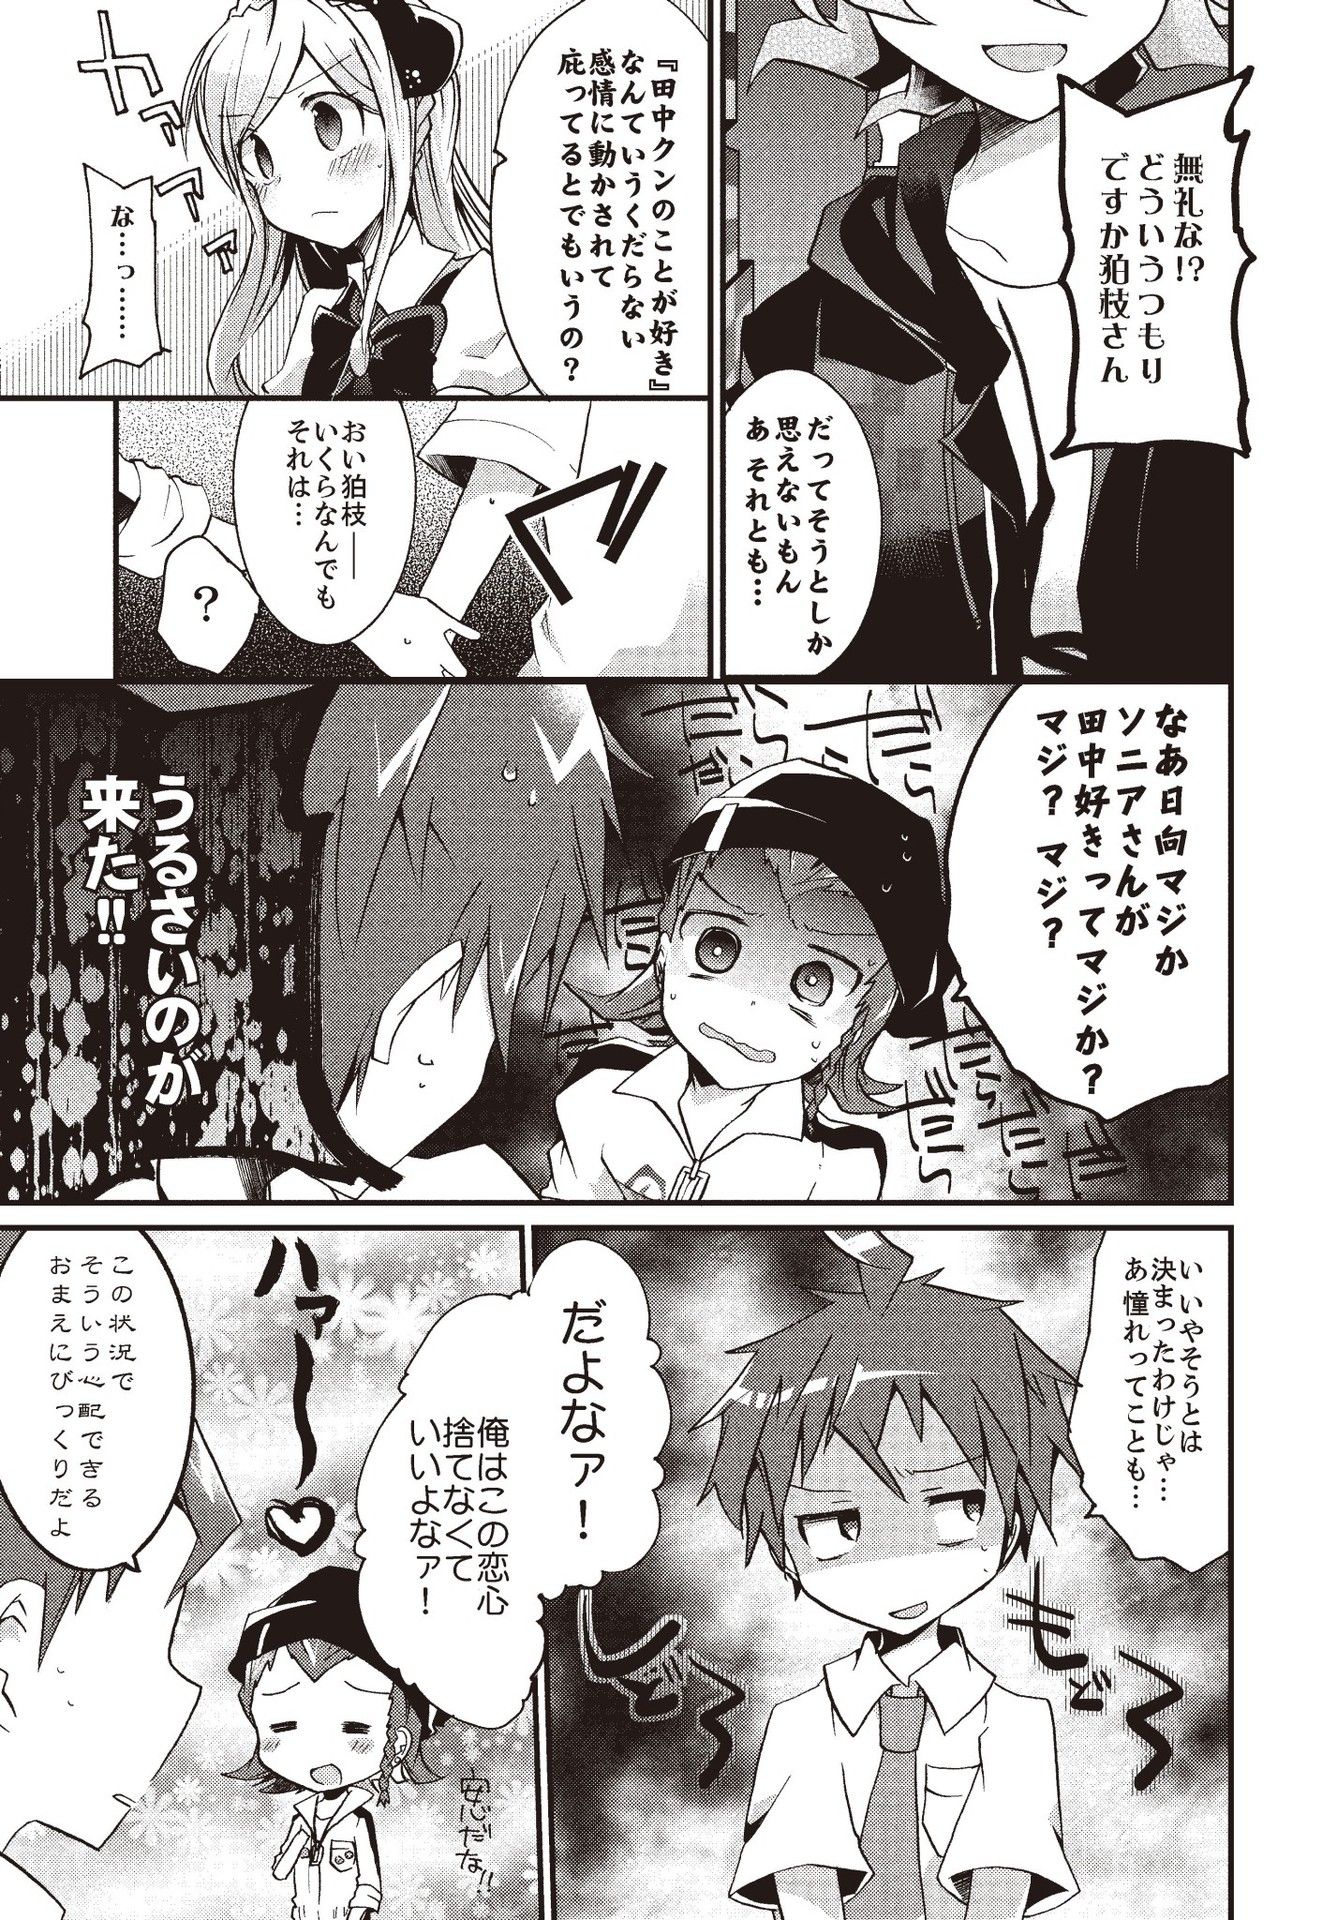 無礼な!?
どういうつもり
ですか狛枝さん
だってそうとしか
思えないもん
あ それとも…
『田中クンのことが好き』
なんていうくだらない
感情に動かされて
庇ってるとでもいうの?
カァァァ
な…っ……
おい狛枝──
いくらなんでも
それは…
?
なあ日向マジか
ソニアさんが
田中好きってマジか?
マジ? マジ?
うるさいのが
来た!!
いいやそうとは
決まったわけじゃ…
あ 憧れってことも…
もごもご
だよなァ!
俺はこの恋心
捨てなくて
いいよなァ!
ハァ〜♡
安心だな!!
この状況で
そういう心配できる
おまえにびっくりだよ